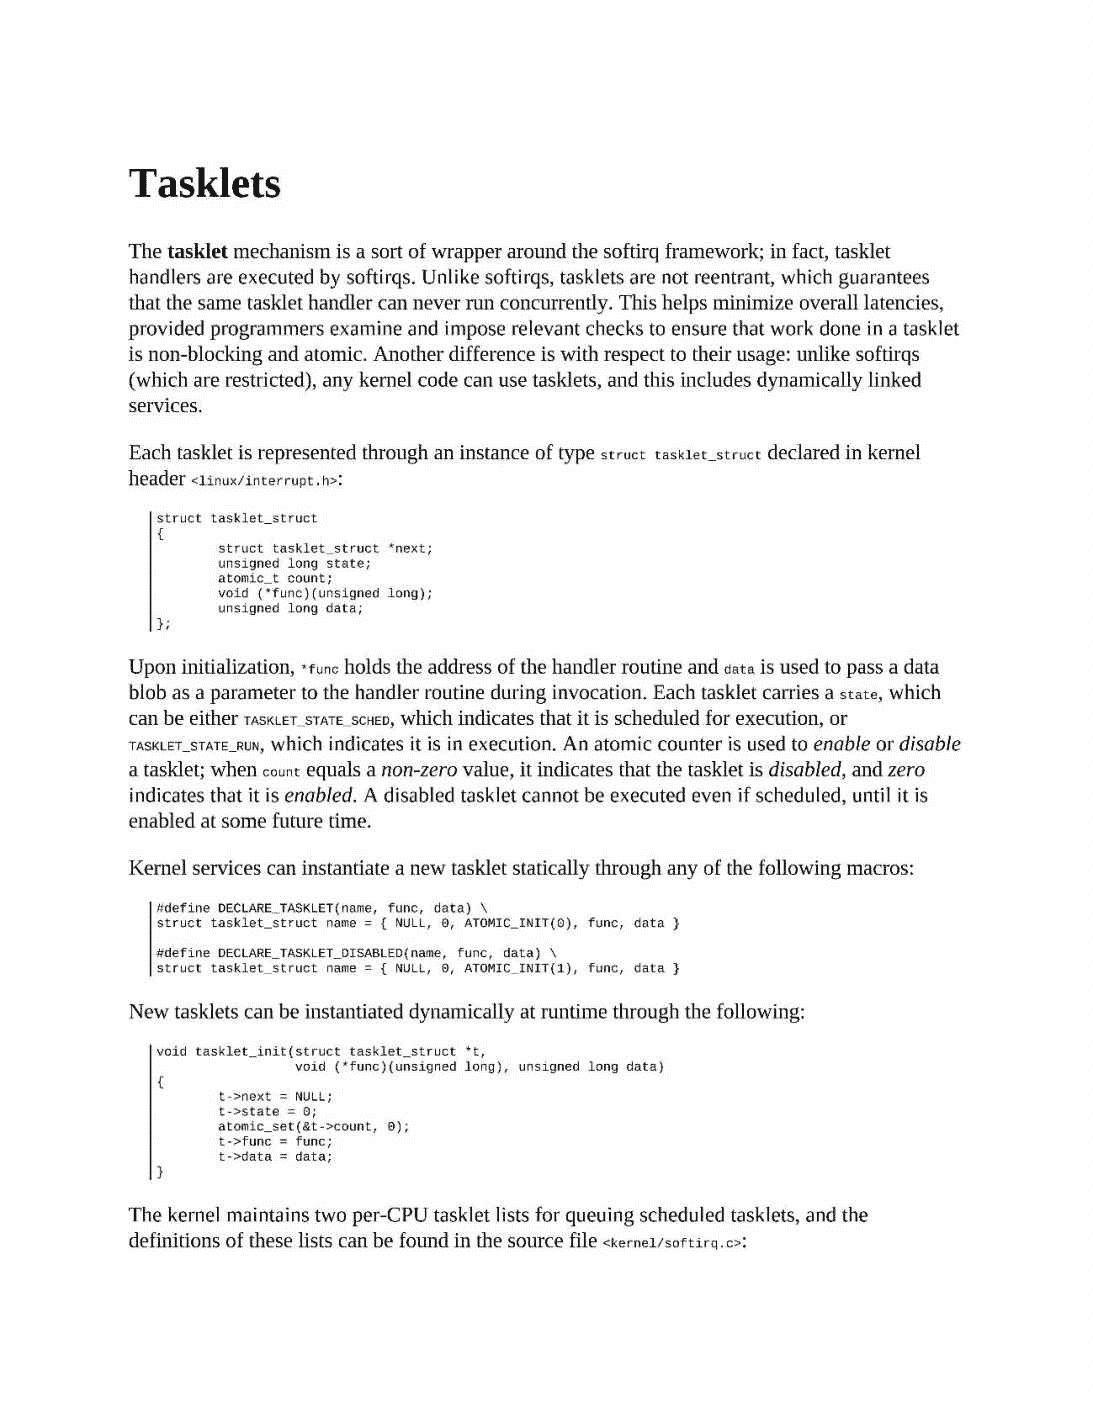 Tasklets
The tasklet mechanism is a sort of wrapper around the softirq framework; in fact, tasklet
handlers are executed by softirqs. Unlike softirqs, tasklets are not reentrant, which guarantees
that the same tasklet handler can never run concurrently. This helps minimize overall latencies,
provided programmers examine and impose relevant checks to ensure that work done in a tasklet
is non-blocking and atomic. Another difference is with respect to their usage: unlike softirqs
(which are restricted), any kernel code can use tasklets, and this includes dynamically linked
services.
Each tasklet is represented through an instance of type struct tasklet_struct declared in kernel
header <linux/interrupt.h>:
struct tasklet_struct
{
        struct tasklet_struct *next;
        unsigned long state;
        atomic_t count;
        void (*func)(unsigned long);
        unsigned long data;
};
Upon initialization, *func holds the address of the handler routine and data is used to pass a data
blob as a parameter to the handler routine during invocation. Each tasklet carries a state, which
can be either TASKLET_STATE_SCHED, which indicates that it is scheduled for execution, or
TASKLET_STATE_RUN, which indicates it is in execution. An atomic counter is used to enable or disable
a tasklet; when count equals a non-zero value, it indicates that the tasklet is disabled, and zero
indicates that it is enabled. A disabled tasklet cannot be executed even if scheduled, until it is
enabled at some future time.
Kernel services can instantiate a new tasklet statically through any of the following macros:
#define DECLARE_TASKLET(name, func, data) \
struct tasklet_struct name = { NULL, 0, ATOMIC_INIT(0), func, data }
#define DECLARE_TASKLET_DISABLED(name, func, data) \
struct tasklet_struct name = { NULL, 0, ATOMIC_INIT(1), func, data }
New tasklets can be instantiated dynamically at runtime through the following:
void tasklet_init(struct tasklet_struct *t,
                  void (*func)(unsigned long), unsigned long data)
{
        t->next = NULL;
        t->state = 0;
        atomic_set(&t->count, 0);
        t->func = func;
        t->data = data;
}
The kernel maintains two per-CPU tasklet lists for queuing scheduled tasklets, and the
definitions of these lists can be found in the source file <kernel/softirq.c>: